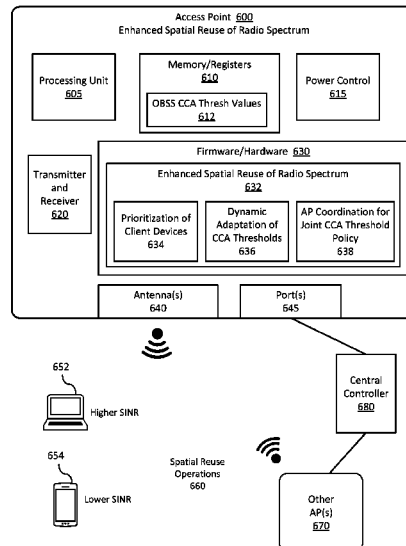 Access Point 600
Enhanced Spatial Reuse of Radio Spectrum
Processing Unit
605
Memory/Registers
610
OBSS CCA Thresh Values
612
Power Control
615
Transmitter
and
Receiver
620
Firmware/Hardware 630
Enhanced Spatial Reuse of Radio Spectrum
632
Prioritization of
Client Devices
634
Dynamic
Adaptation of
CCA Thresholds
636
AP Coordination for
Joint CCA Threshold
Policy
638
Antenna(s)
640
Port(s)
645
652
Higher SINR
Central
Controller
680
654
Lower SINR
Spatial Reuse
Operations
660
Other
AP(s)
670